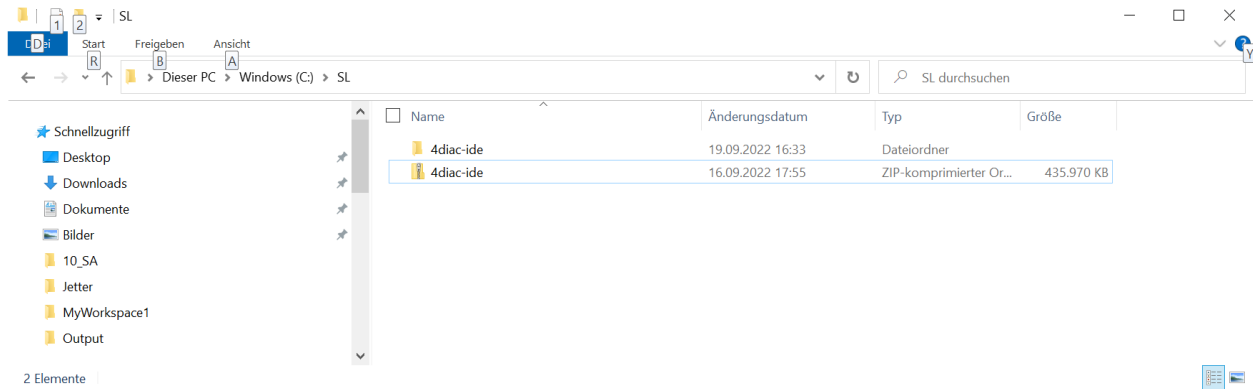 SL
1 2
Datei D Start Freigeben Ansicht
R B A Y
Dieser PC Windows (C:) SL SL durchsuchen
Name Änderungsdatum Typ Größe
Schnellzugriff
Desktop 4diac-ide 19.09.2022 16:33 Dateiordner
Downloads 4diac-ide 16.09.2022 17:55 ZIP-komprimierter Or... 435.970 KB
Dokumente
Bilder
10_SA
Jetter
MyWorkspace1
Output
2 Elemente